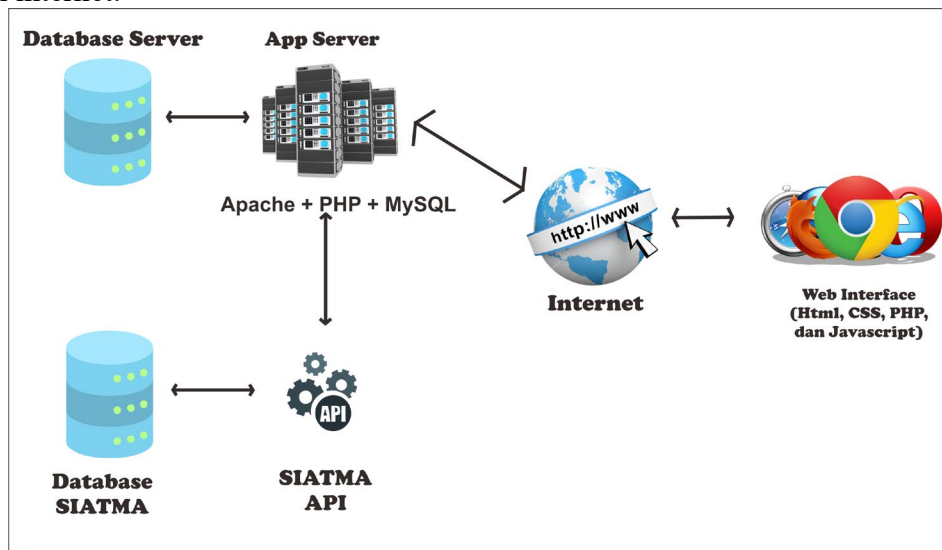 Database Server
App Server
Apache + PHP + MySQL
http://www
Internet
Web Interface
(Html, CSS, PHP,
dan Javascript)
API
Database
SIATMA
SIATMA
API